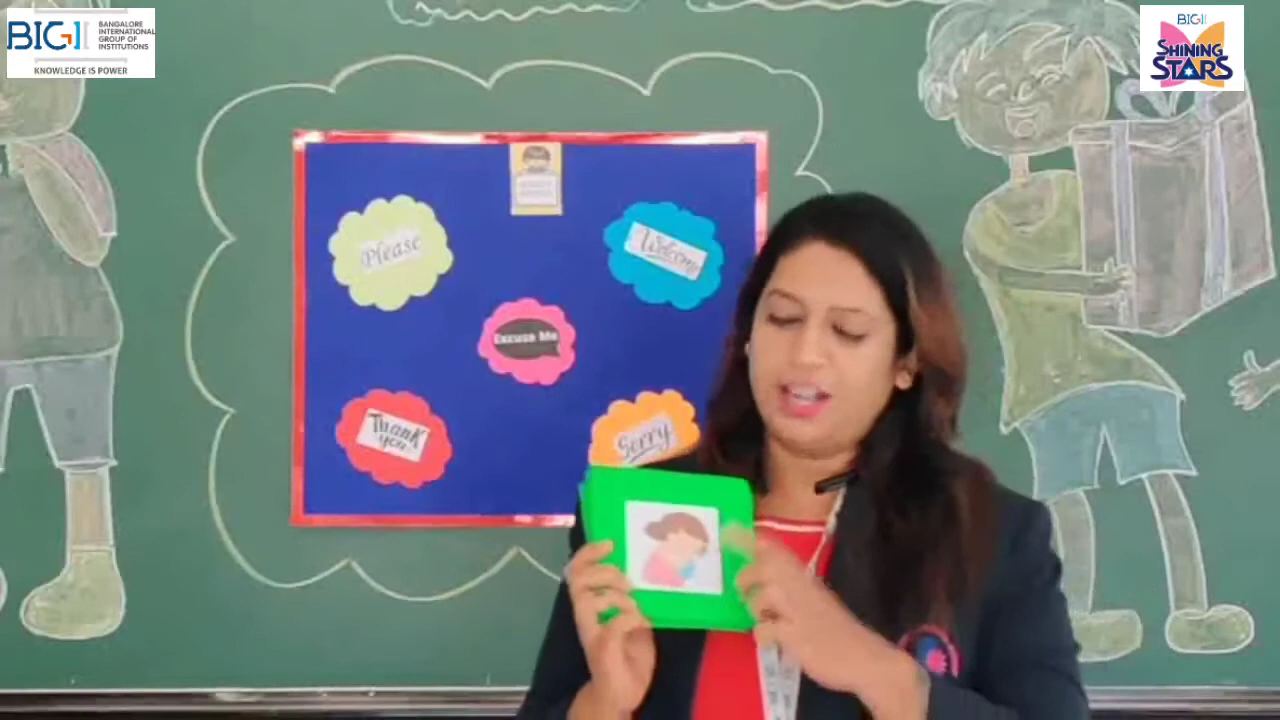 BIGI
BANGALORE
INTERNATIONAL
GROUP OF
INSTITUTIONS
KNOWLEDGE IS POWER
BIGI
SHINING
STARS
Please
Welcome
Excuse Me
Thank
you
Sorry